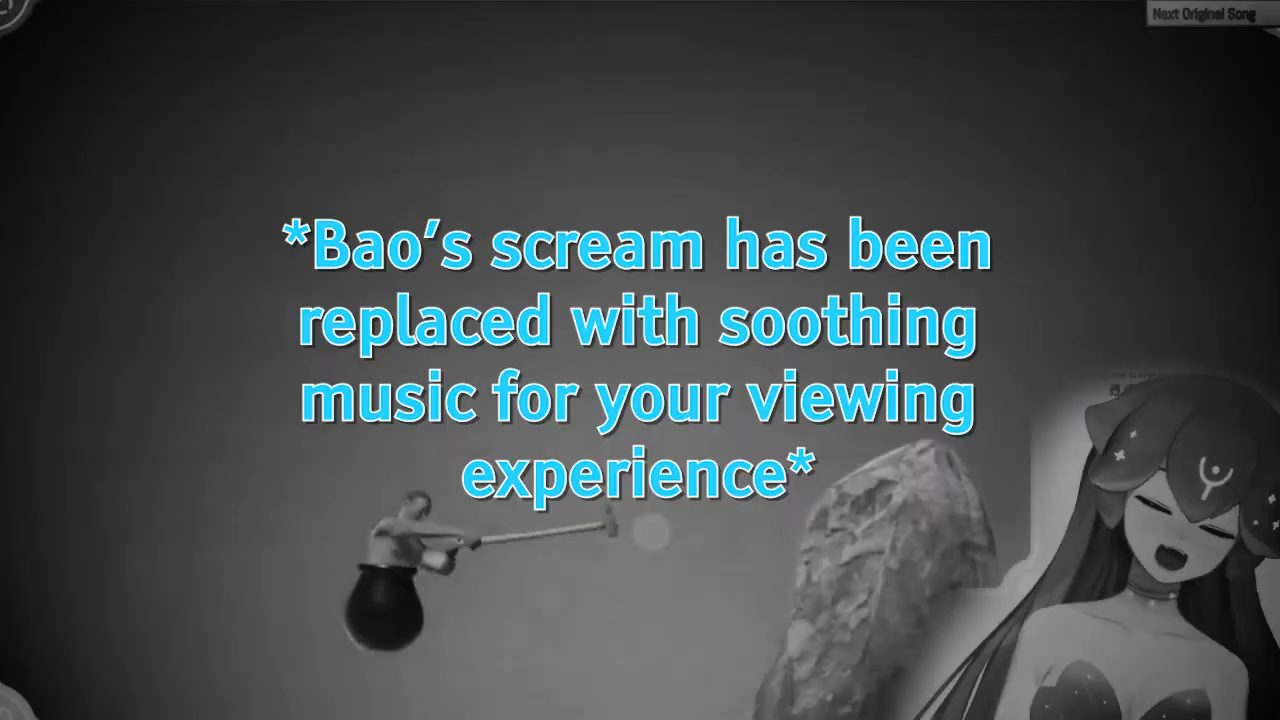 Next Original Song
*Bao's scream has been
replaced with soothing
music for your viewing
experience*